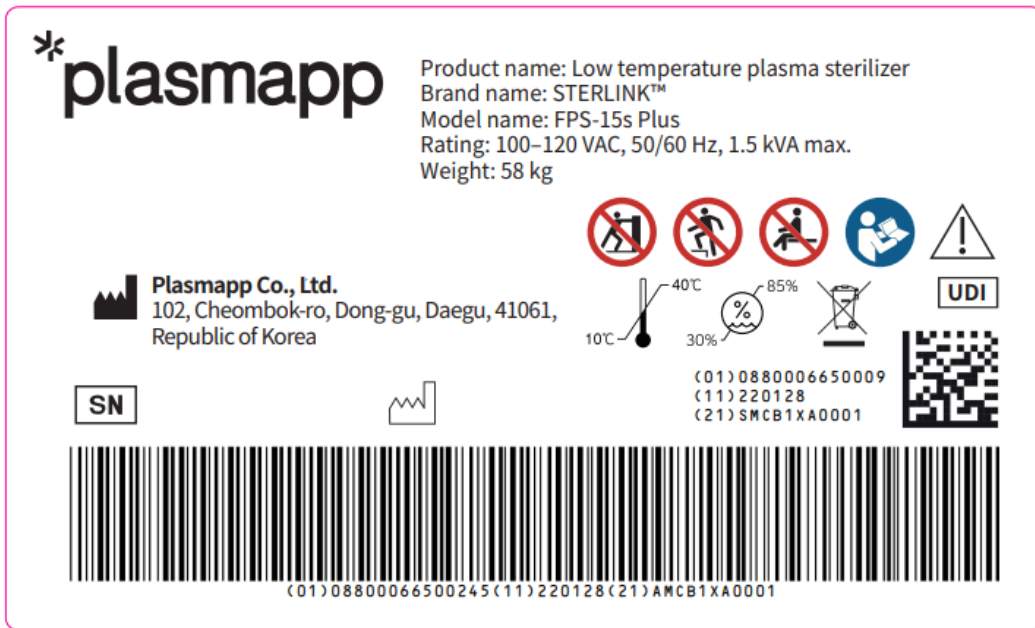 *plasmapp
Product name: Low temperature plasma sterilizer
Brand name: STERLINK™
Model name: FPS-15s Plus
Rating: 100–120 VAC, 50/60 Hz, 1.5 kVA max.
Weight: 58 kg
Plasmapp Co., Ltd.
102, Cheombok-ro, Dong-gu, Daegu, 41061,
Republic of Korea
40℃
10℃
%
85%
30%
UDI
(01)0880006650009
(11)220128
(21)SMCB1XA0001
SN
(01)08800066500245(11)220128(21)AMCB1XA0001